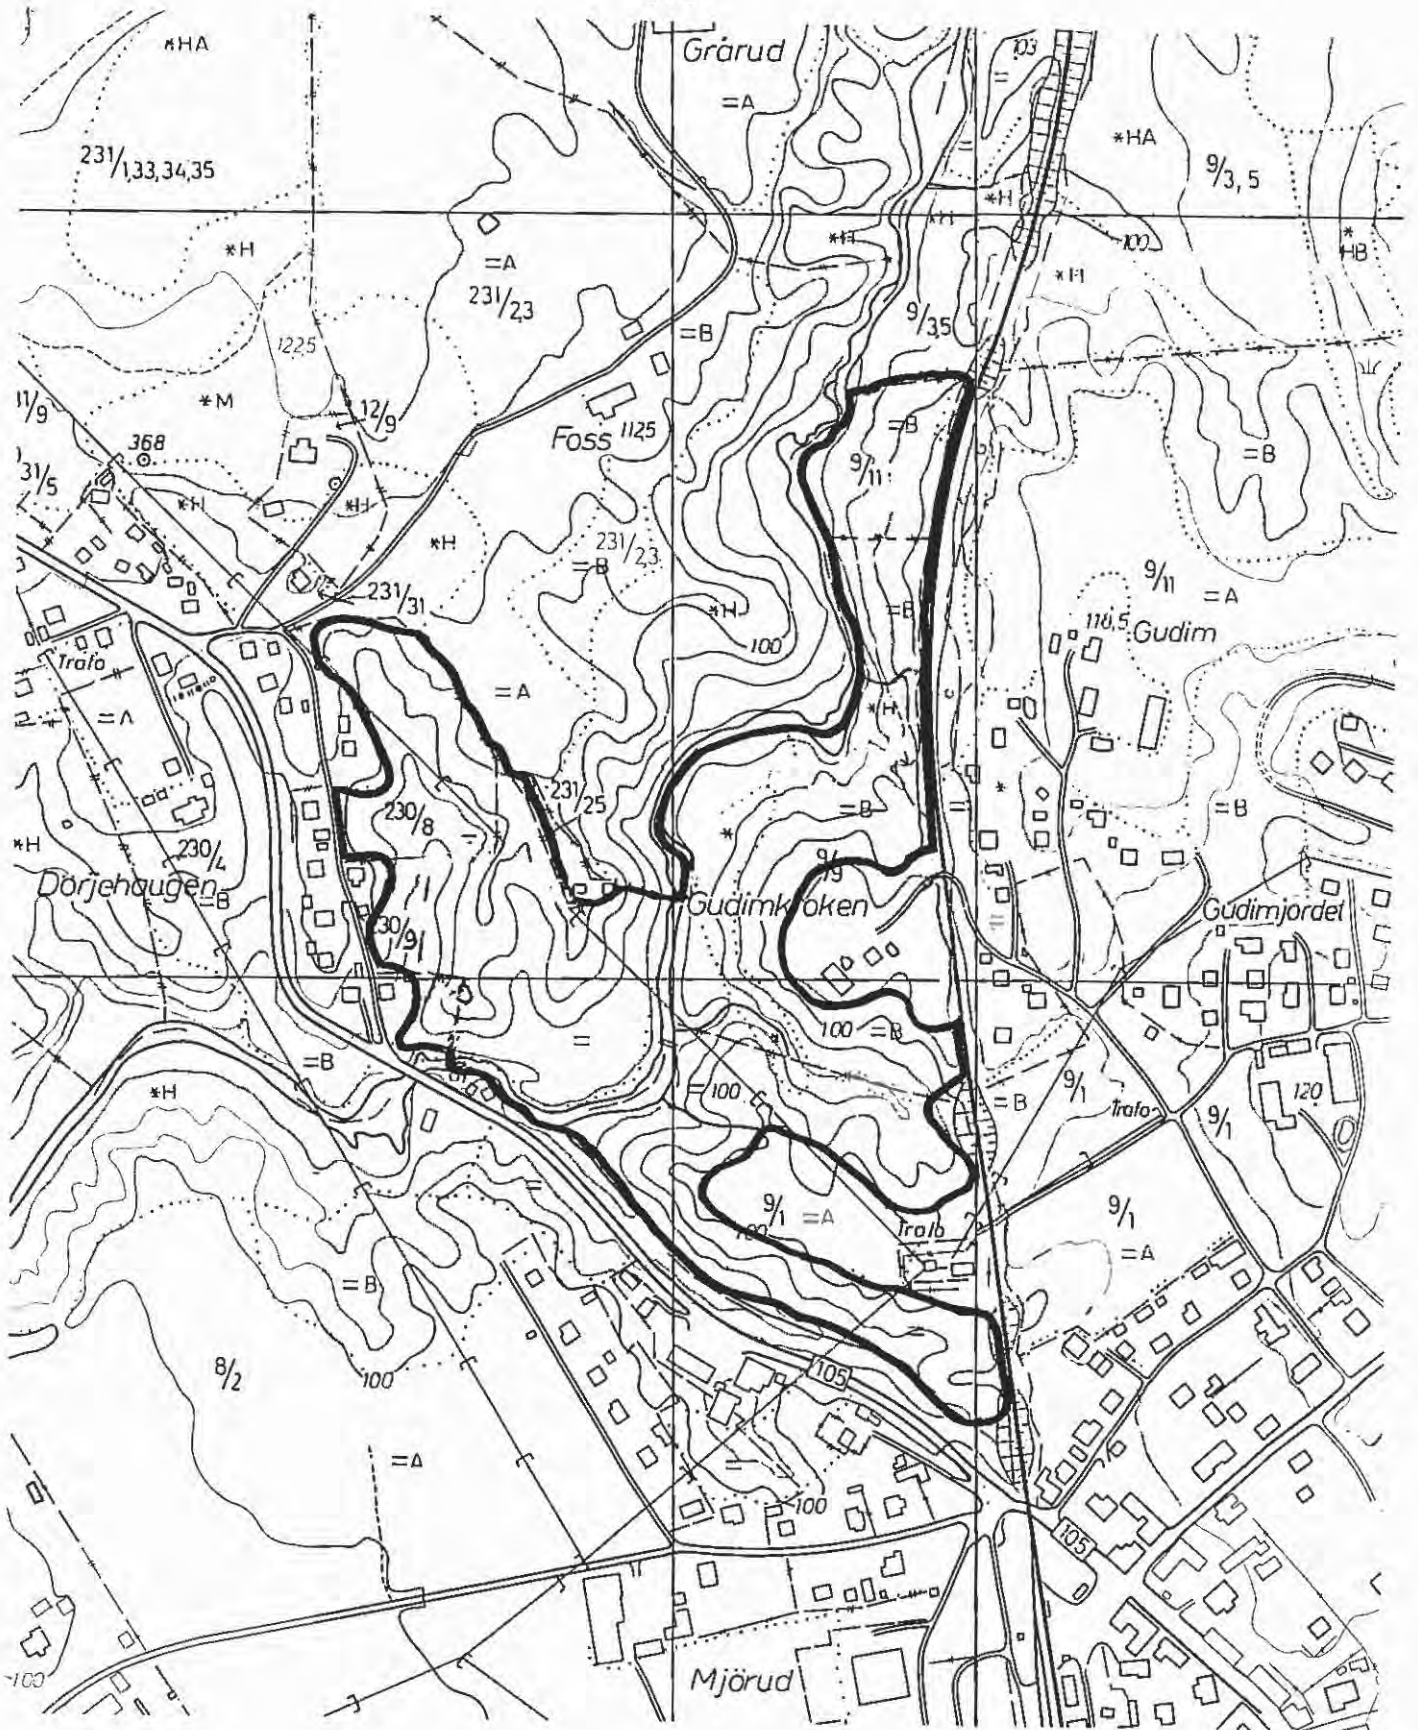 *HA
Grårud
103
=A
*HA
231/1,33,34,35
9/3, 5
*H
*H
*H
*H
100
*
HB
=A
231/2,3
*H
9/3,5
=B
122,5
*M
12/9
11/9
368
Foss 112,5
=B
9/11
=B
31/5
*H
*H
*H
231/2,3
=B
9/11
=A
231/31
*H
=B
118,5
Gudim
100
Trafo
=A
=A
*H
231/25
=B
=B
*
*
230/8
*H
230/4
Dørjehaugen
=B
9/9
Gudimkroken
Gudimjordet
230/9
=
100
=B
=B
*H
=100
=B
9/1
Trafo
9/1
120
9/1
=A
100
Trafo
9/1
=A
=
=B
8/2
100
105
=A
100
105
100
Mjörud